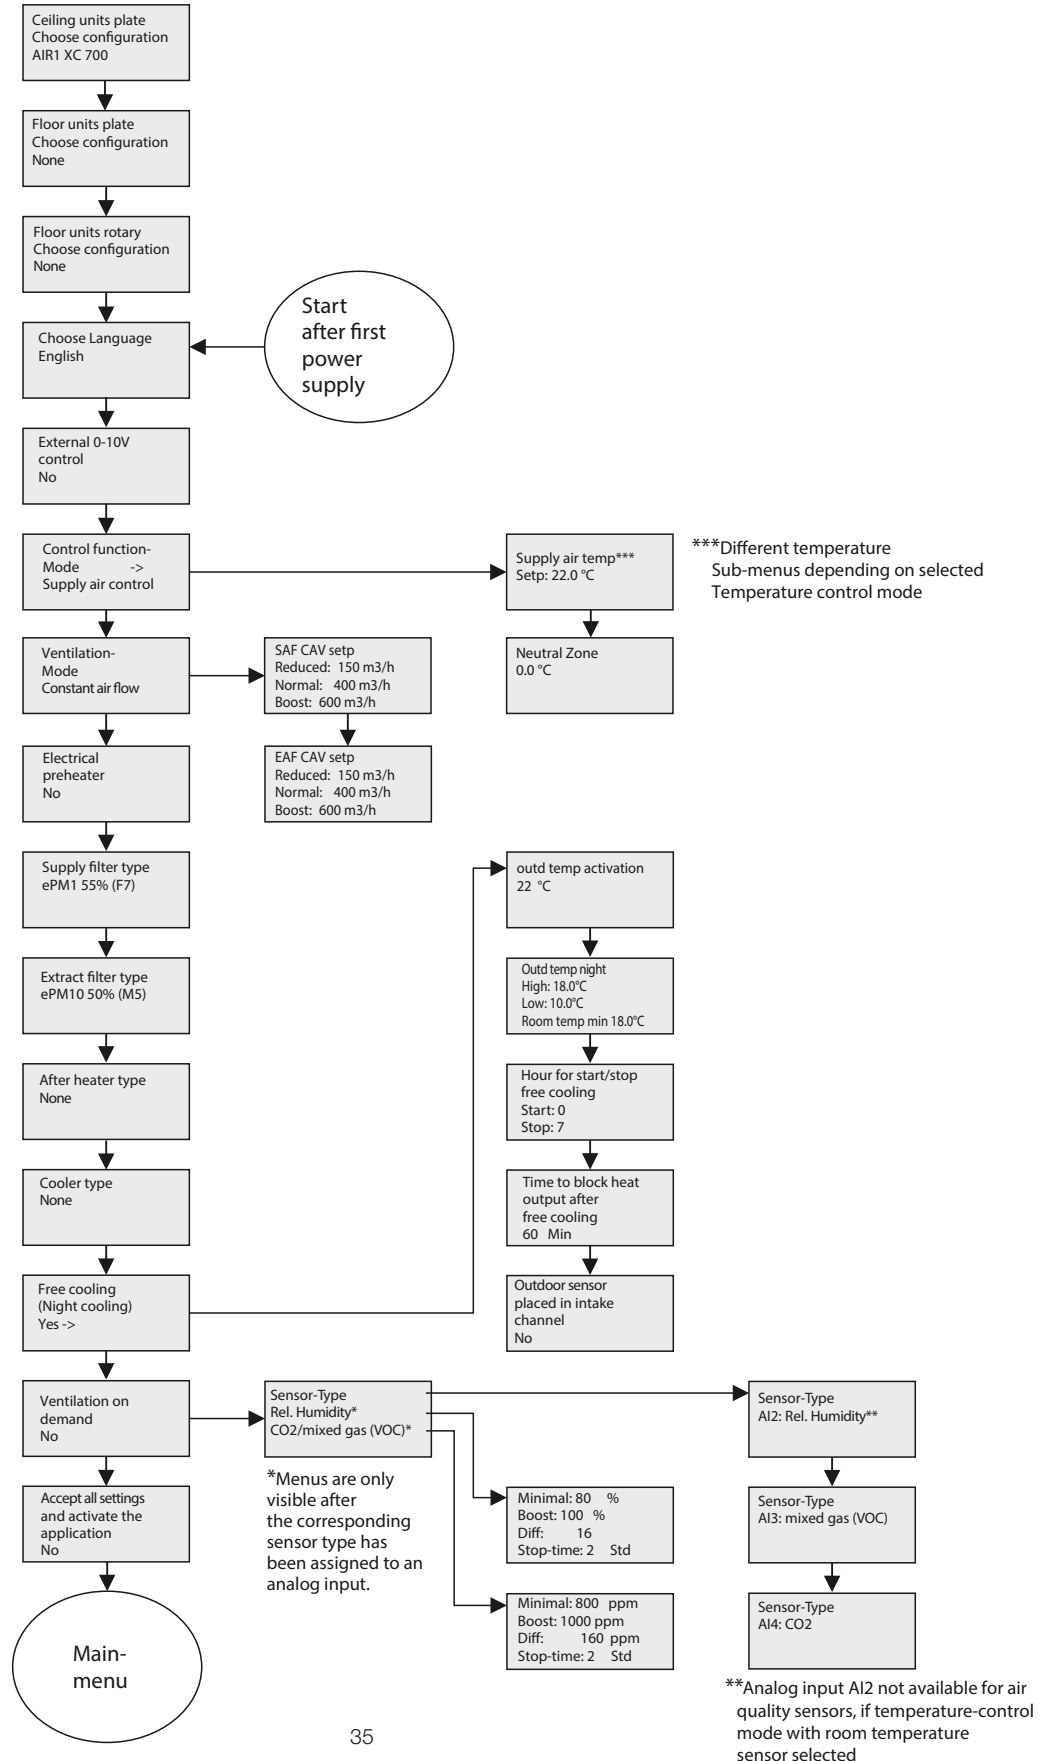 Ceiling units plate
Choose configuration
AIR1 XC 700
Floor units plate
Choose configuration
None
Floor units rotary
Choose configuration
None
Start
after first
power
supply
Choose Language
English
External 0-10V
control
No
Control function-
Mode ->
Supply air control
Supply air temp***
Setp: 22.0 °C
***Different temperature
Sub-menus depending on selected
Temperature control mode
Neutral Zone
0.0 °C
Ventilation-
Mode
Constant air flow
SAF CAV setp
Reduced: 150 m3/h
Normal: 400 m3/h
Boost: 600 m3/h
EAF CAV setp
Reduced: 150 m3/h
Normal: 400 m3/h
Boost: 600 m3/h
Electrical
preheater
No
Supply filter type
ePM1 55% (F7)
Extract filter type
ePM10 50% (M5)
After heater type
None
Cooler type
None
Free cooling
(Night cooling)
Yes ->
outd temp activation
22 °C
Outd temp night
High: 18.0°C
Low: 10.0°C
Room temp min 18.0°C
Hour for start/stop
free cooling
Start: 0
Stop: 7
Time to block heat
output after
free cooling
60 Min
Outdoor sensor
placed in intake
channel
No
Ventilation on
demand
No
Sensor-Type
Rel. Humidity*
CO2/mixed gas (VOC)*
*Menus are only
visible after
the corresponding
sensor type has
been assigned to an
analog input.
Minimal: 80 %
Boost: 100 %
Diff: 16
Stop-time: 2 Std
Minimal: 800 ppm
Boost: 1000 ppm
Diff: 160 ppm
Stop-time: 2 Std
Sensor-Type
AI2: Rel. Humidity**
Sensor-Type
AI3: mixed gas (VOC)
Sensor-Type
AI4: CO2
**Analog input AI2 not available for air
quality sensors, if temperature-control
mode with room temperature
sensor selected
Accept all settings
and activate the
application
No
Main-
menu
35